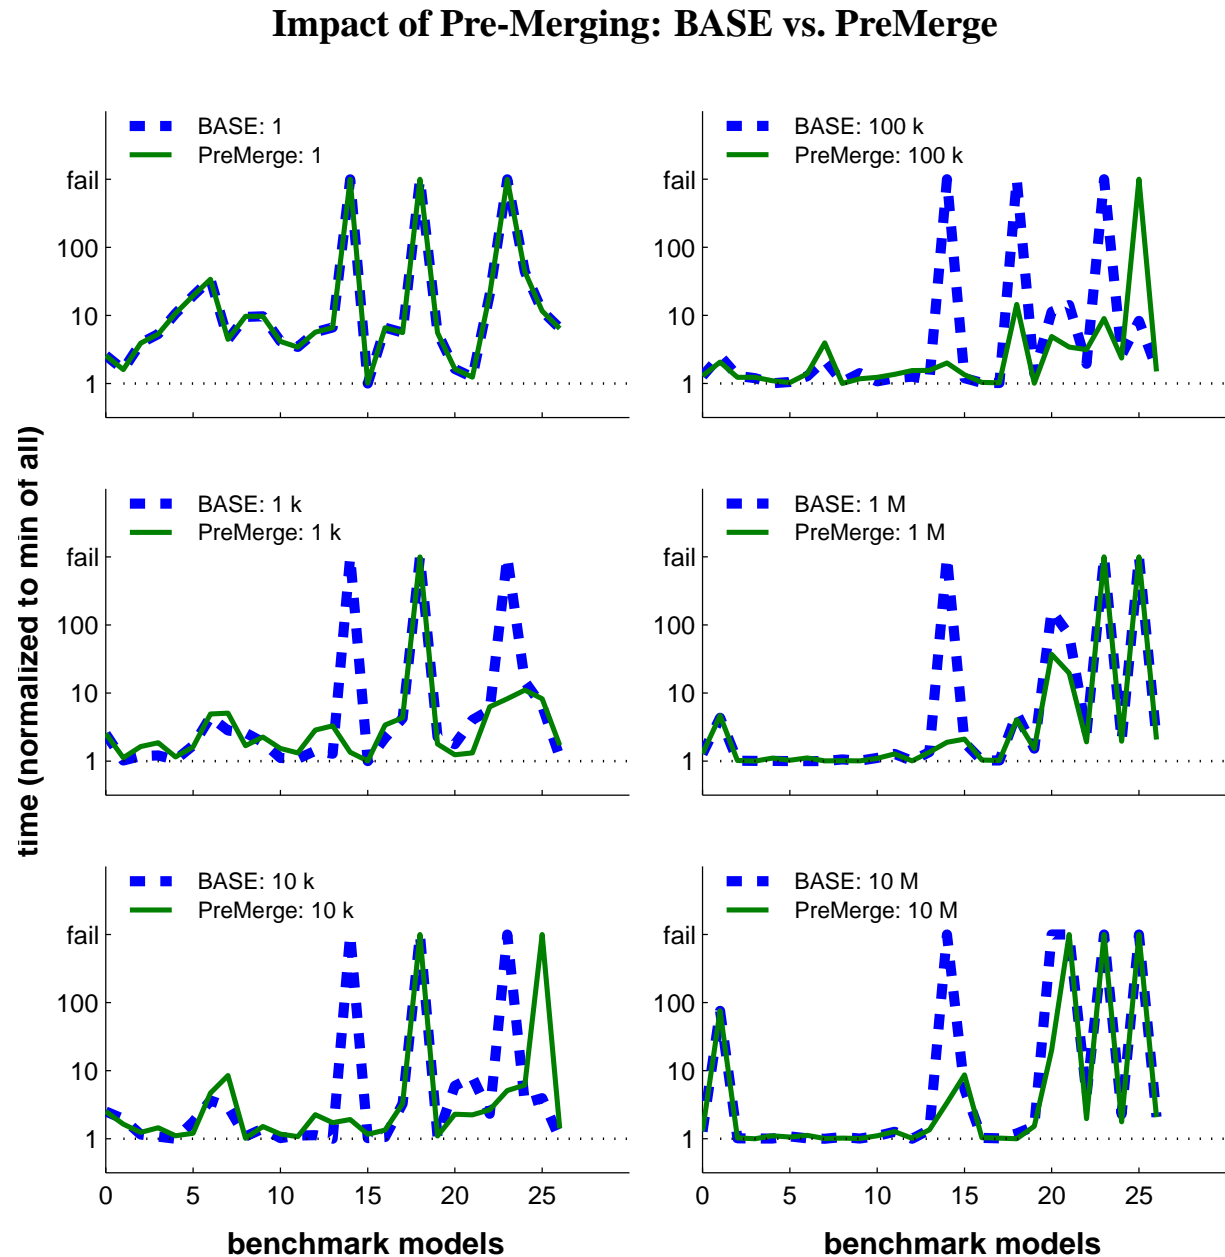 Impact of Pre-Merging: BASE vs. PreMerge
BASE: 1
PreMerge: 1
fail
100
10
1
BASE: 100 k
PreMerge: 100 k
fail
100
10
1
time (normalized to min of all)
BASE: 1 k
PreMerge: 1 k
fail
100
10
1
BASE: 1 M
PreMerge: 1 M
fail
100
10
1
BASE: 10 k
PreMerge: 10 k
fail
100
10
1
0 5 10 15 20 25
benchmark models
BASE: 10 M
PreMerge: 10 M
fail
100
10
1
0 5 10 15 20 25
benchmark models